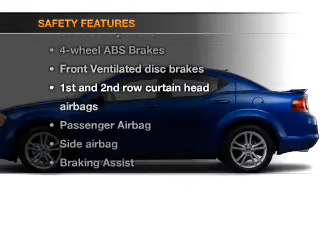 SAFETY FEATURES
• 4-wheel ABS Brakes
• Front Ventilated disc brakes
• 1st and 2nd row curtain head
airbags
• Passenger Airbag
• Side airbag
• Braking Assist